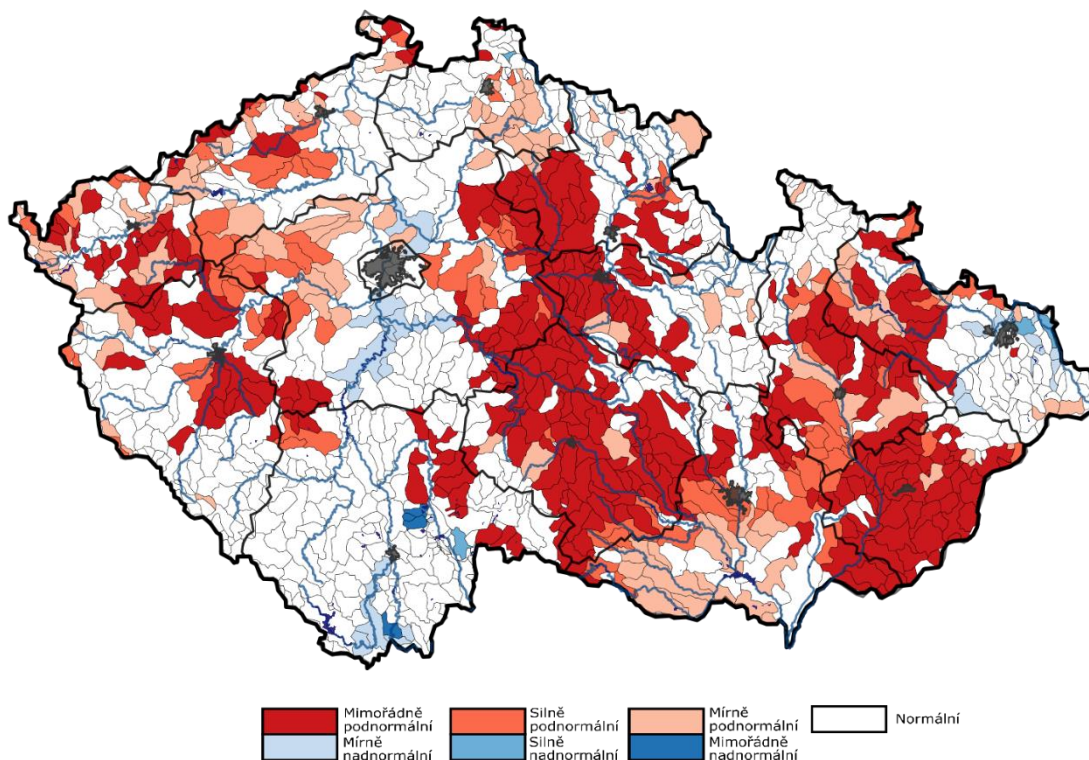 Mimořádně
podnormální
Silně
podnormální
Mírně
podnormální
Normální
Mírně
nadnormální
Silně
nadnormální
Mimořádně
nadnormální